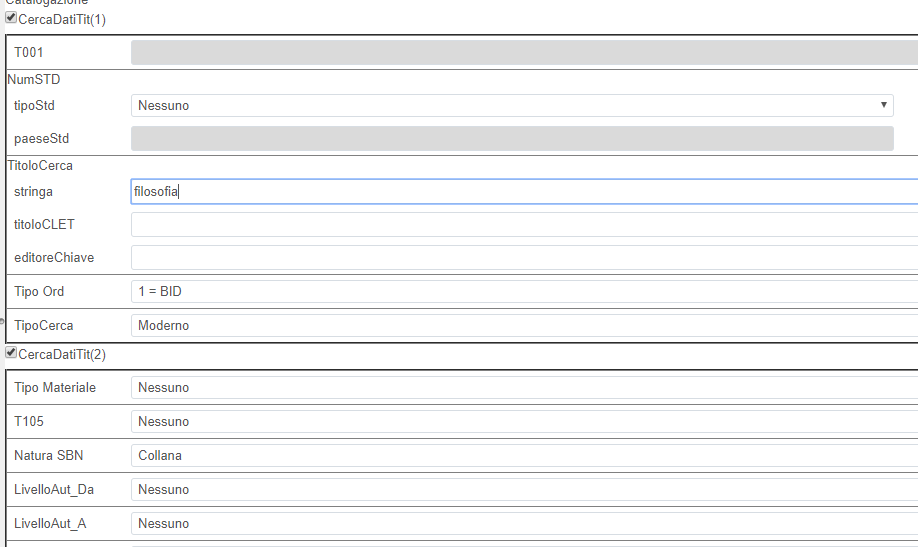 Catalogazione
CercaDatiTit(1)
T001
NumSTD
tipoStd Nessuno
paeseStd
TitoloCerca
stringa filosofia
titoloCLET
editoreChiave
Tipo Ord 1 = BID
TipoCerca Moderno
CercaDatiTit(2)
Tipo Materiale Nessuno
T105 Nessuno
Natura SBN Collana
LivelloAut_Da Nessuno
LivelloAut_A Nessuno